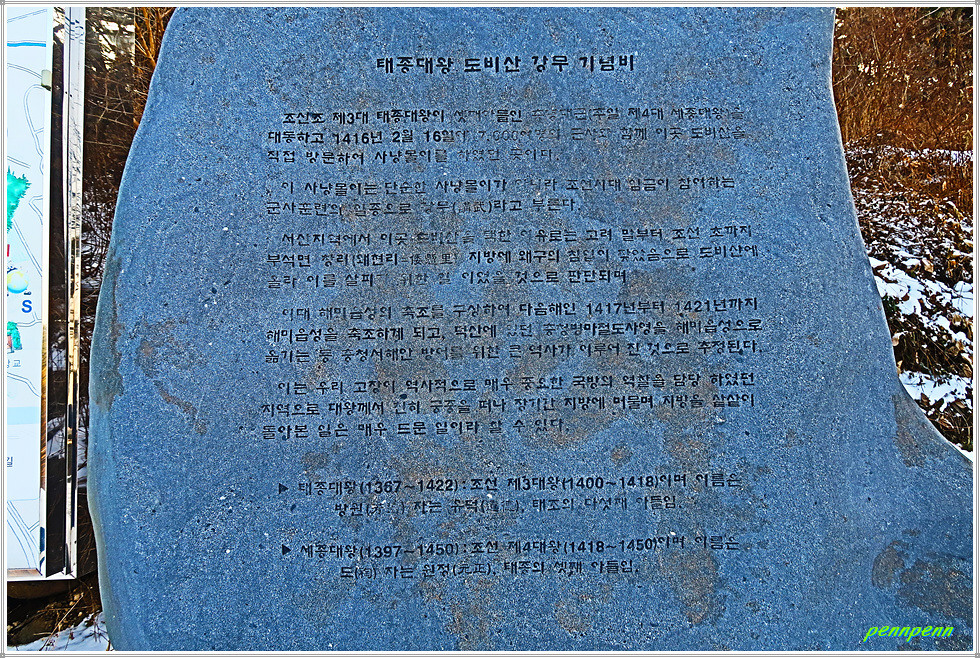 태종대왕 도비산 강무 기념비
조선조 제3대 태종대왕이 셋째아들인 충녕대군(훗날 제4대 세종대왕)을
대동하고 1416년 2월 16일에 7,000여명의 군사와 함께 이곳 도비산을
직접 방문하여 사냥몰이를 하였던 곳이다.
이 사냥몰이는 단순한 사냥몰이가 아니라 조선시대 임금이 참여하는
군사훈련의 일종으로 강무(講武)라고 부른다.
서산지역에서 이곳 도비산을 택한 이유로는 고려 말부터 조선 초까지
부석면 창리(왜현리 倭縣里) 지방에 왜구의 침입이 잦았음으로 도비산에
올라 이를 살피기 위한 일 이었을 것으로 판단되며
이때 해미읍성의 축조를 구상하여 다음해인 1417년부터 1421년까지
해미읍성을 축조하게 되고, 덕산에 있던 충청병마절도사영을 해미읍성으로
옮기는 등 충청서해안 방어를 위한 큰 역사가 이루어 진 것으로 추정된다.
이는 우리 고장이 역사적으로 매우 중요한 국방의 역할을 담당 하였던
지역으로 대왕께서 친히 궁중을 떠나 장기간 지방에 머물며 지방을 샅샅이
돌아본 일은 매우 드문 일이라 할 수 있다.
▶ 태종대왕(1367~1422) : 조선 제3대왕(1400~1418)이며 이름은
방원(芳遠) 자는 유덕(遺德), 태조의 다섯째 아들임.
▶ 세종대왕(1397~1450) : 조선 제4대왕(1418~1450)이며 이름은
도(祹) 자는 원정(元正), 태종의 셋째 아들임.
S
교
길
pennpenn